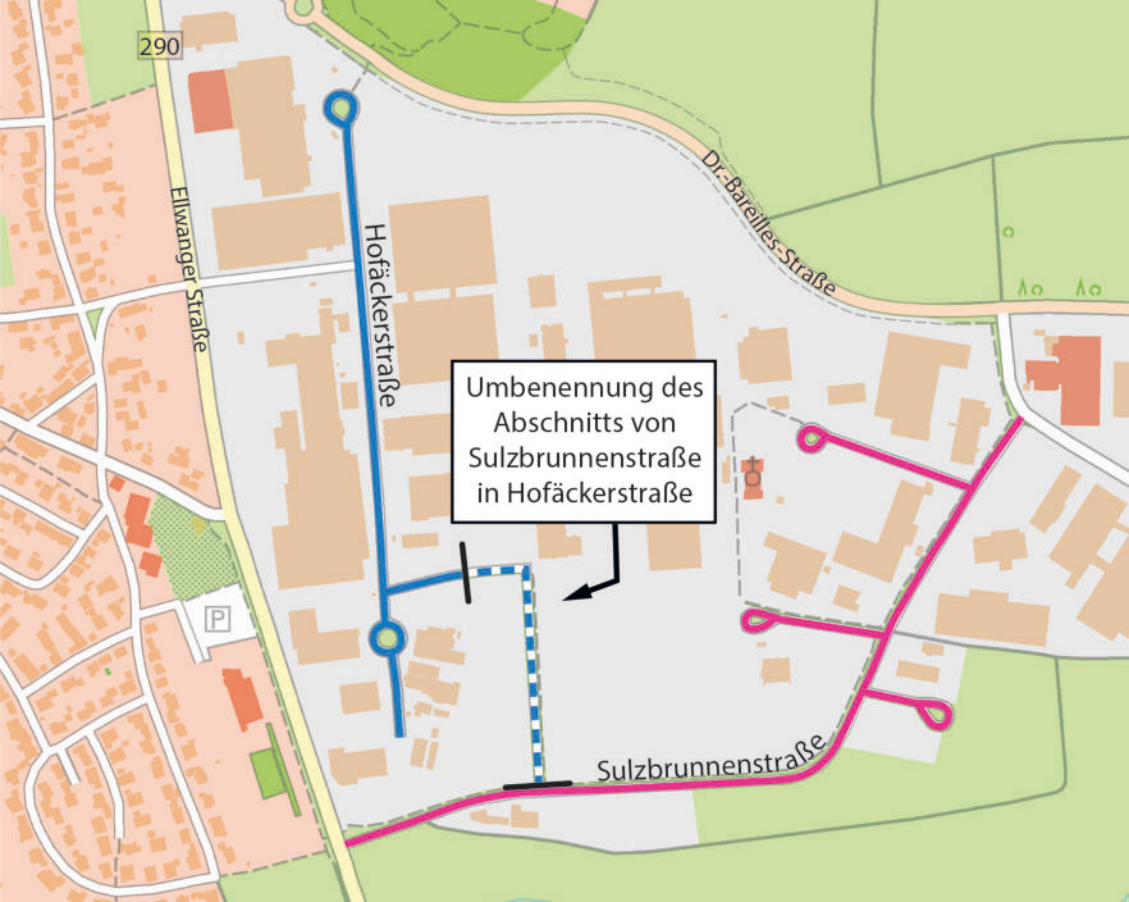 290
Dr.-Bareilles-Straße
Ellwanger Straße
Hofäckerstraße
Umbenennung des
Abschnitts von
Sulzbrunnenstraße
in Hofäckerstraße
P
Sulzbrunnenstraße